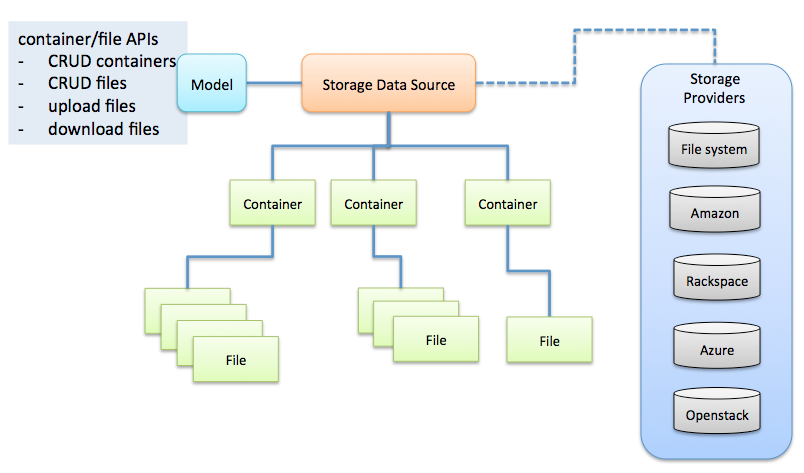 container/file APIs
- CRUD containers
- CRUD files
- upload files
- download files
Model
Storage Data Source
Storage
Providers
File system
Amazon
Rackspace
Azure
Openstack
Container
Container
Container
File
File
File